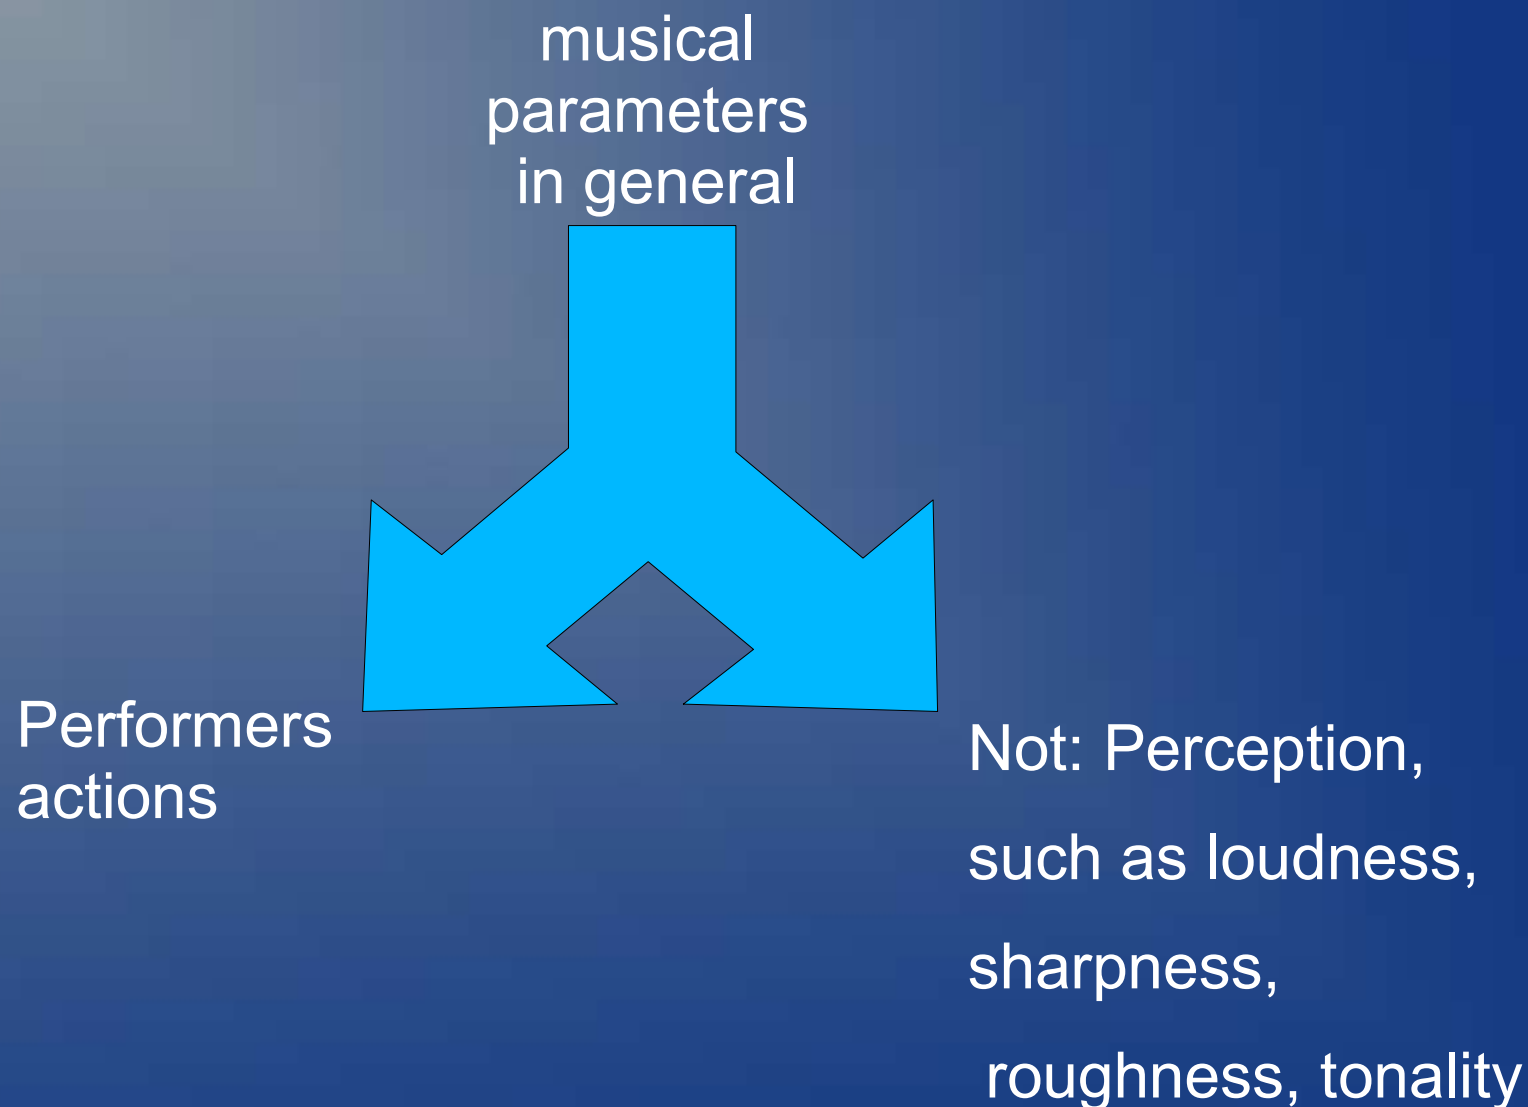 musical
parameters
in general
Performers
actions
Not: Perception,
such as loudness,
sharpness,
roughness, tonality